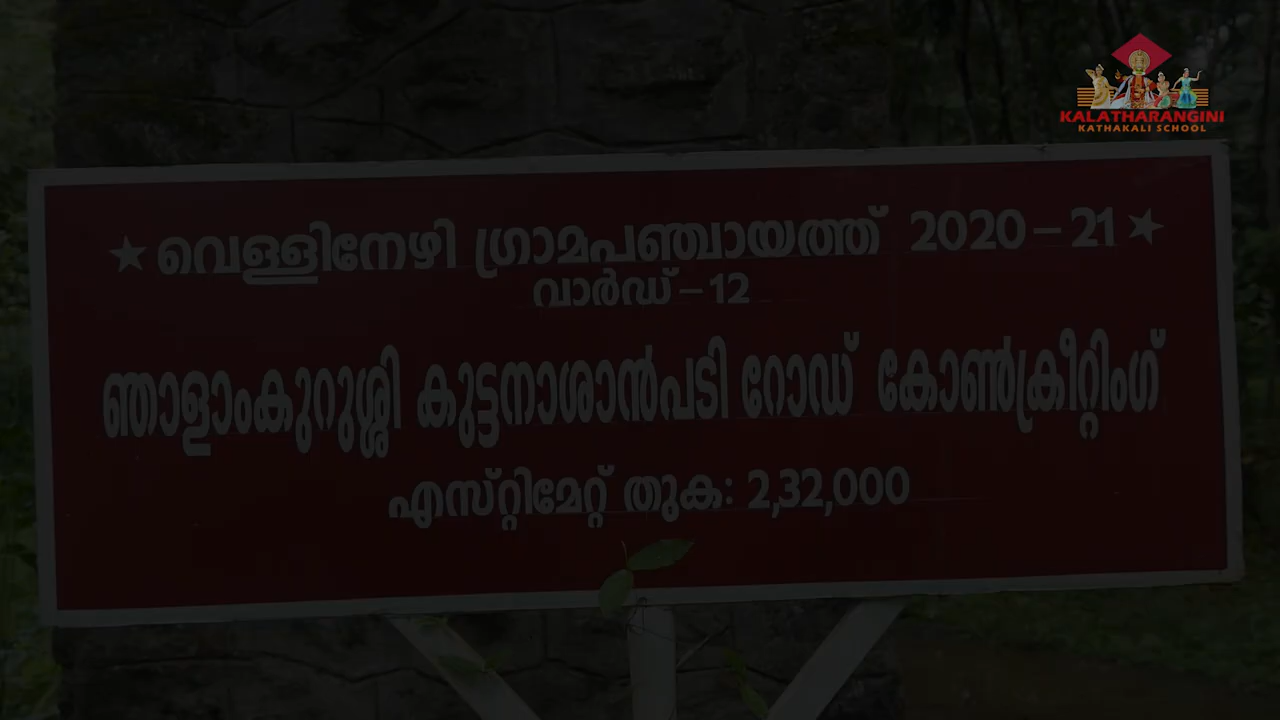 KALATHARANGINI
KATHAKALI SCHOOL
★ വെള്ളിനേഴി ഗ്രാമപഞ്ചായത്ത് 2020 – 21 ★
വാർഡ് – 12
ഞാളാംകുറുശ്ശി കുട്ടനാശാൻപടി റോഡ് കോൺക്രീറ്റിംഗ്
എസ്റ്റിമേറ്റ് തുക: 2,32,000